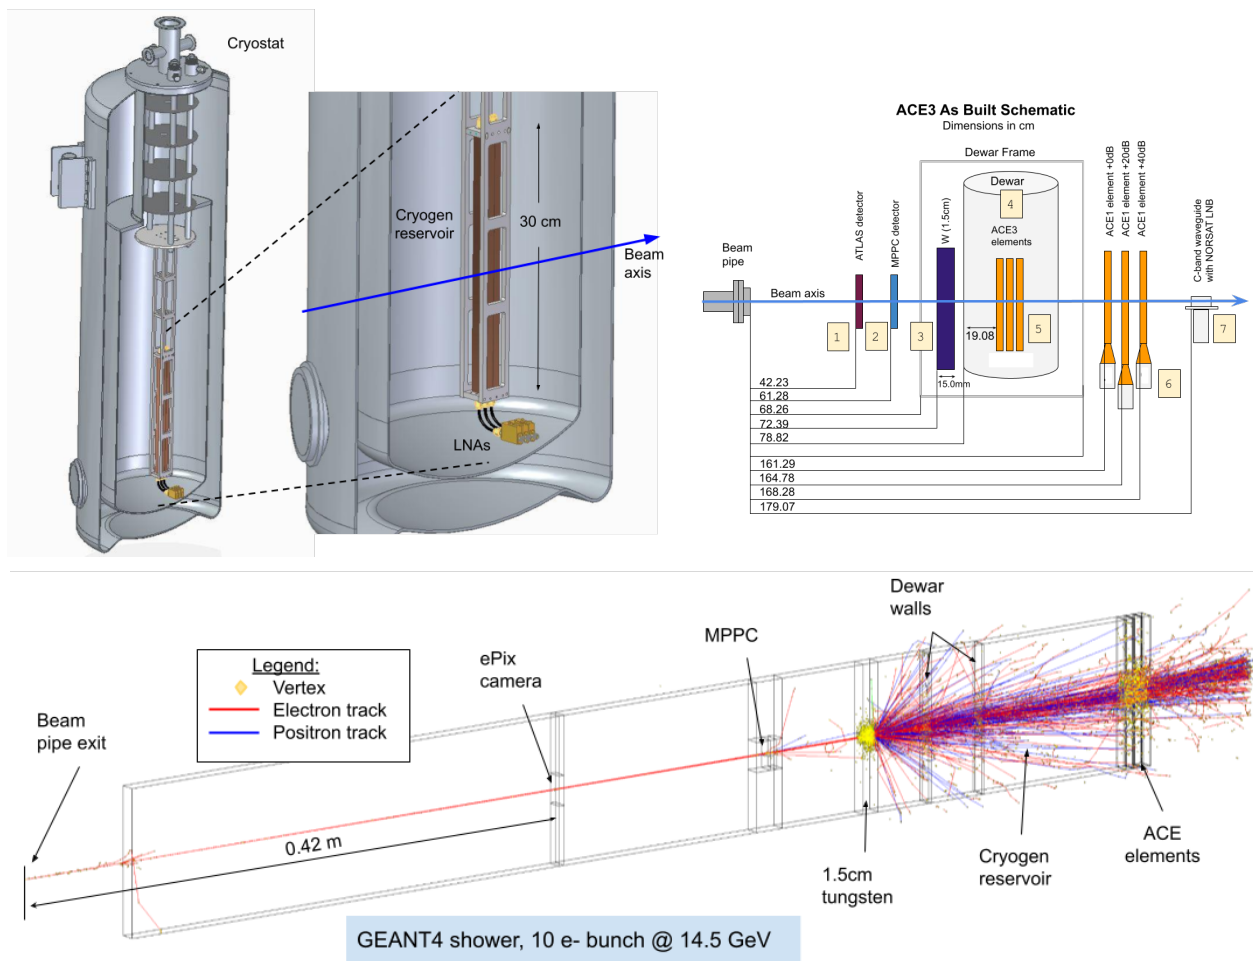 Cryostat
Cryogen
reservoir
30 cm
Beam
axis
LNAs
ACE3 As Built Schematic
Dimensions in cm
Dewar Frame
Dewar
4
ACE3
elements
ATLAS detector
MPPC detector
W (1.5cm)
ACE1 element +0dB
ACE1 element +20dB
ACE1 element +40dB
C-band waveguide
with NORSAT LNB
Beam
pipe
Beam axis
1
2
3
19.08
5
7
15.0mm
6
42.23
61.28
68.26
72.39
78.82
161.29
164.78
168.28
179.07
Legend:
Vertex
Electron track
Positron track
Beam
pipe exit
ePix
camera
MPPC
Dewar
walls
0.42 m
1.5cm
tungsten
Cryogen
reservoir
ACE
elements
GEANT4 shower, 10 e- bunch @ 14.5 GeV